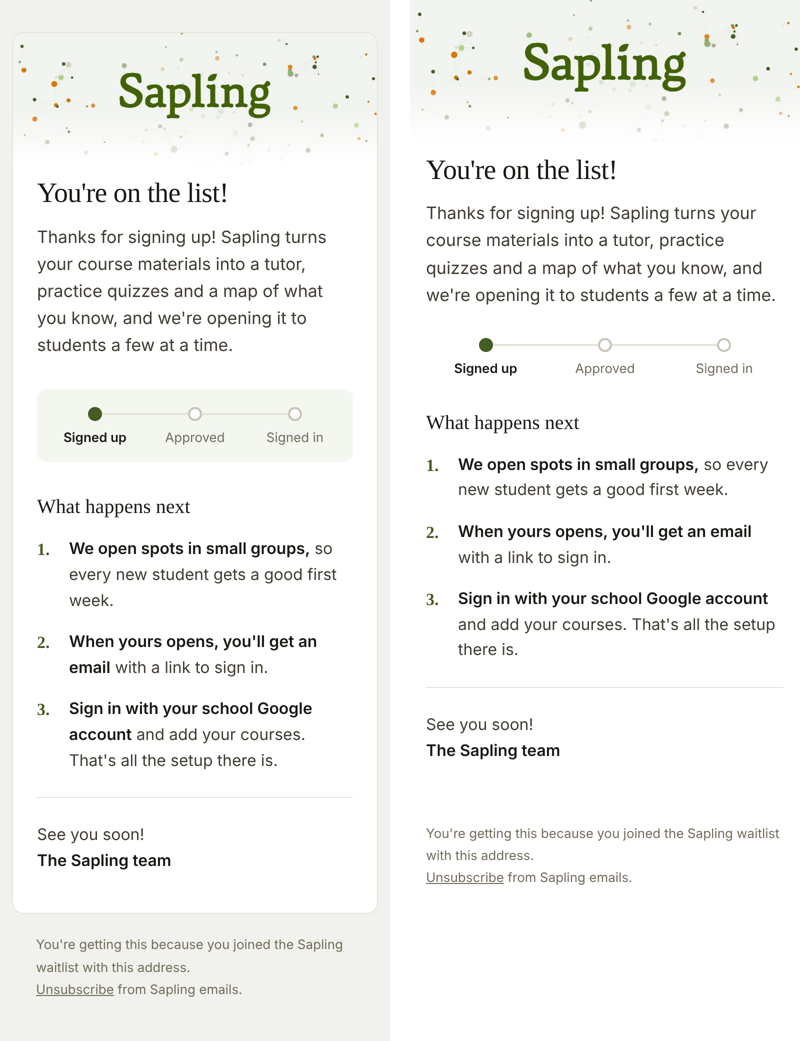 Sapling
You're on the list!
Thanks for signing up! Sapling turns
your course materials into a tutor,
practice quizzes and a map of what
you know, and we're opening it to
students a few at a time.
Signed up
Approved
Signed in
What happens next
1. We open spots in small groups, so
every new student gets a good first
week.
2. When yours opens, you'll get an
email with a link to sign in.
3. Sign in with your school Google
account and add your courses.
That's all the setup there is.
See you soon!
The Sapling team
You're getting this because you joined the Sapling
waitlist with this address.
Unsubscribe from Sapling emails.
Sapling
You're on the list!
Thanks for signing up! Sapling turns your
course materials into a tutor, practice
quizzes and a map of what you know, and
we're opening it to students a few at a time.
Signed up
Approved
Signed in
What happens next
1. We open spots in small groups, so every
new student gets a good first week.
2. When yours opens, you'll get an email
with a link to sign in.
3. Sign in with your school Google account
and add your courses. That's all the setup
there is.
See you soon!
The Sapling team
You're getting this because you joined the Sapling waitlist
with this address.
Unsubscribe from Sapling emails.